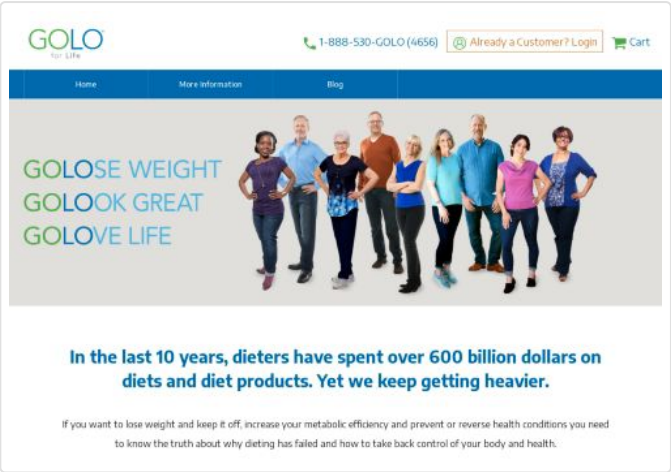 GOLO
for Life
1-888-530-GOLO (4656)
Already a Customer? Login
Cart
Home
More Information
Blog
GOLOSE WEIGHT
GOLOOK GREAT
GOLOVE LIFE
In the last 10 years, dieters have spent over 600 billion dollars on
diets and diet products. Yet we keep getting heavier.
If you want to lose weight and keep it off, increase your metabolic efficiency and prevent or reverse health conditions you need
to know the truth about why dieting has failed and how to take back control of your body and health.